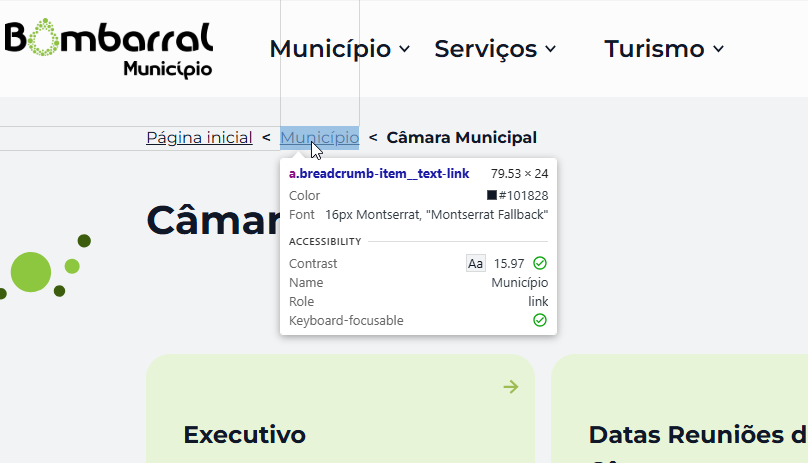 Bombarral
Município
Município Serviços Turismo
Página inicial < Município < Câmara Municipal
a.breadcrumb-item__text-link 79.53 × 24
Color #101828
Font 16px Montserrat, "Montserrat Fallback"
ACCESSIBILITY
Contrast Aa 15.97
Name Município
Role link
Keyboard-focusable
Câmar
Executivo
Datas Reuniões d